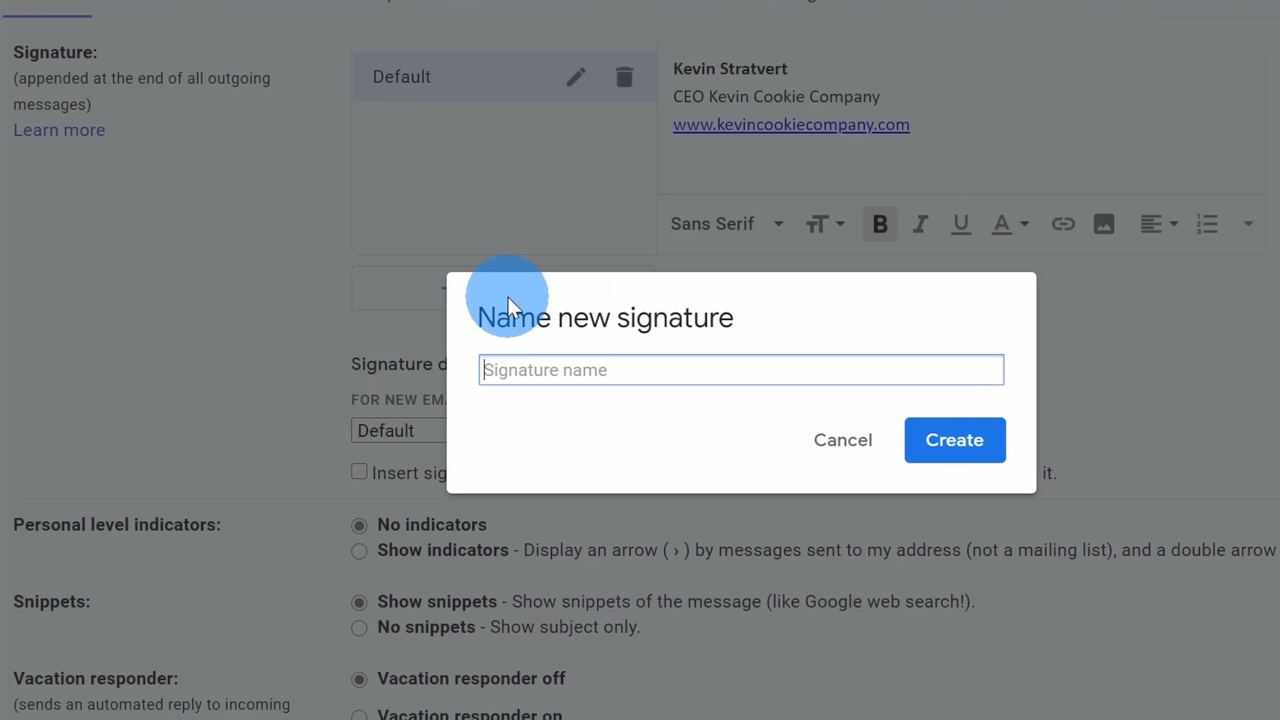 Signature:
(appended at the end of all outgoing
messages)
Learn more
Default
Kevin Stratvert
CEO Kevin Cookie Company
www.kevincookiecompany.com
Sans Serif
B I U A
Name new signature
Signature name
Cancel
Create
Signature d
FOR NEW EMA
Default
Insert sig
it.
Personal level indicators:
No indicators
Show indicators - Display an arrow ( › ) by messages sent to my address (not a mailing list), and a double arrow
Snippets:
Show snippets - Show snippets of the message (like Google web search!).
No snippets - Show subject only.
Vacation responder:
(sends an automated reply to incoming
Vacation responder off
Vacation responder on